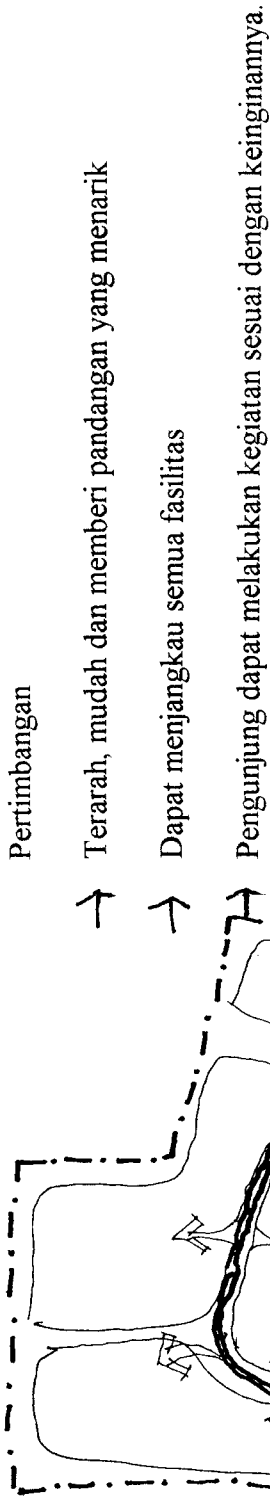 Pertimbangan
Terarah, mudah dan memberi pandangan yang menarik
Dapat menjangkau semua fasilitas
Pengunjung dapat melakukan kegiatan sesuai dengan keinginannya.